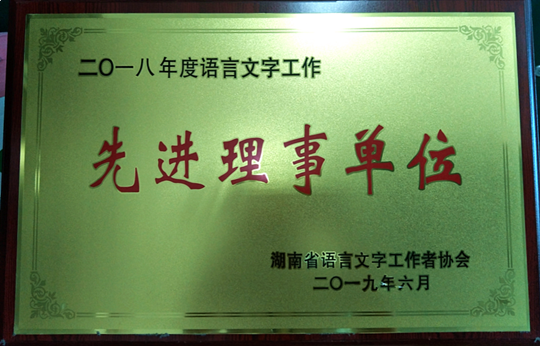 二〇一八年度语言文字工作
先进理事单位
湖南省语言文字工作者协会
二〇一九年六月